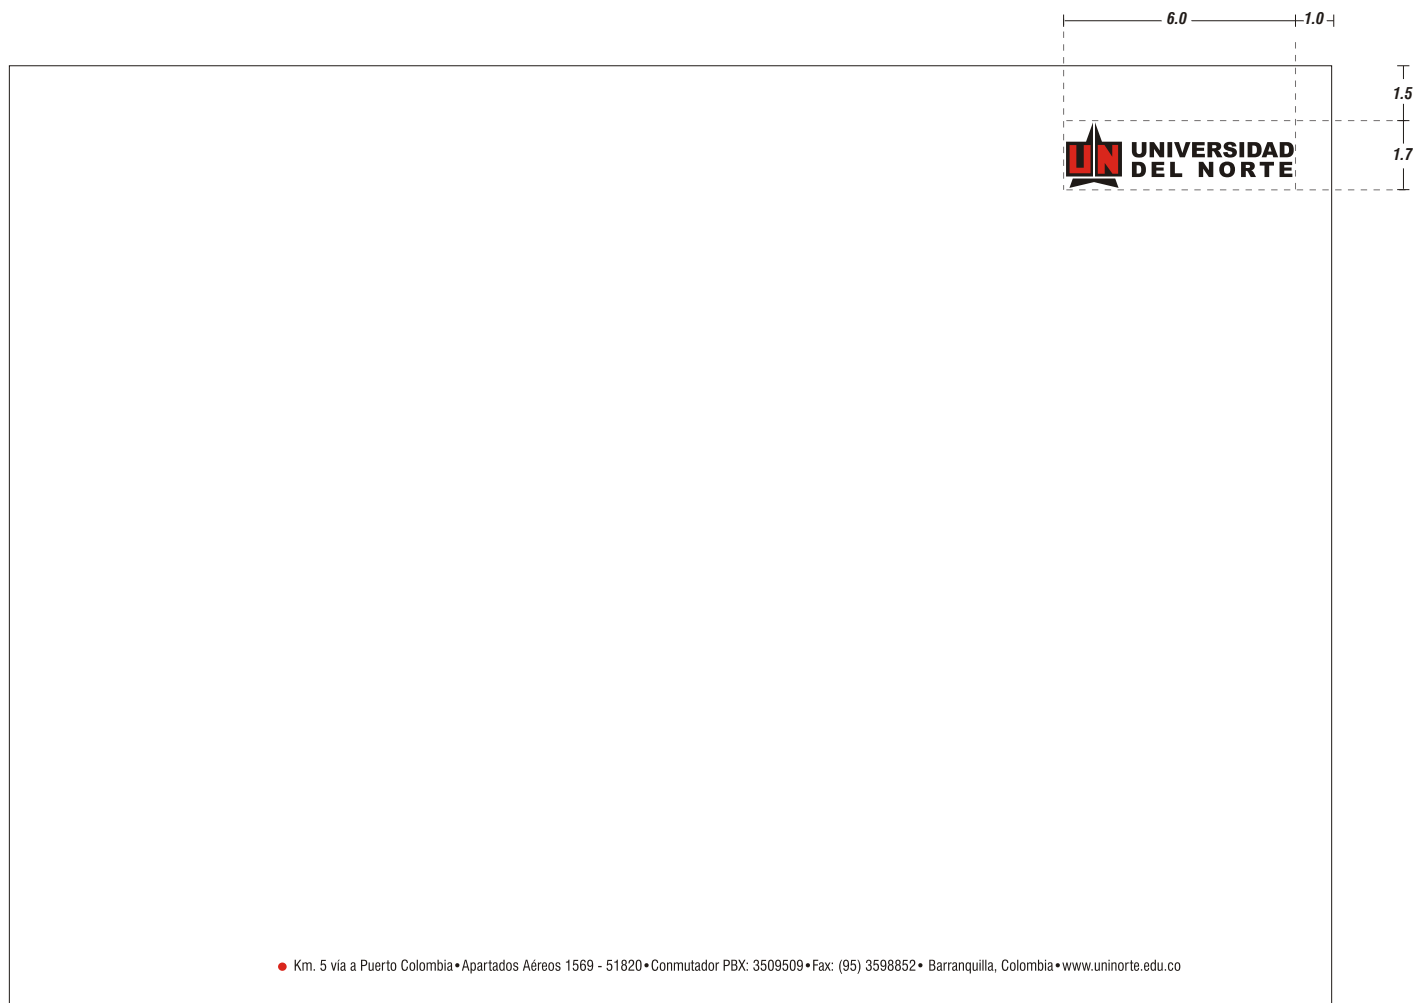 6.0 1.0
1.5
1.7
UN UNIVERSIDAD
DEL NORTE
Km. 5 vía a Puerto Colombia•Apartados Aéreos 1569 - 51820•Conmutador PBX: 3509509•Fax: (95) 3598852• Barranquilla, Colombia•www.uninorte.edu.co